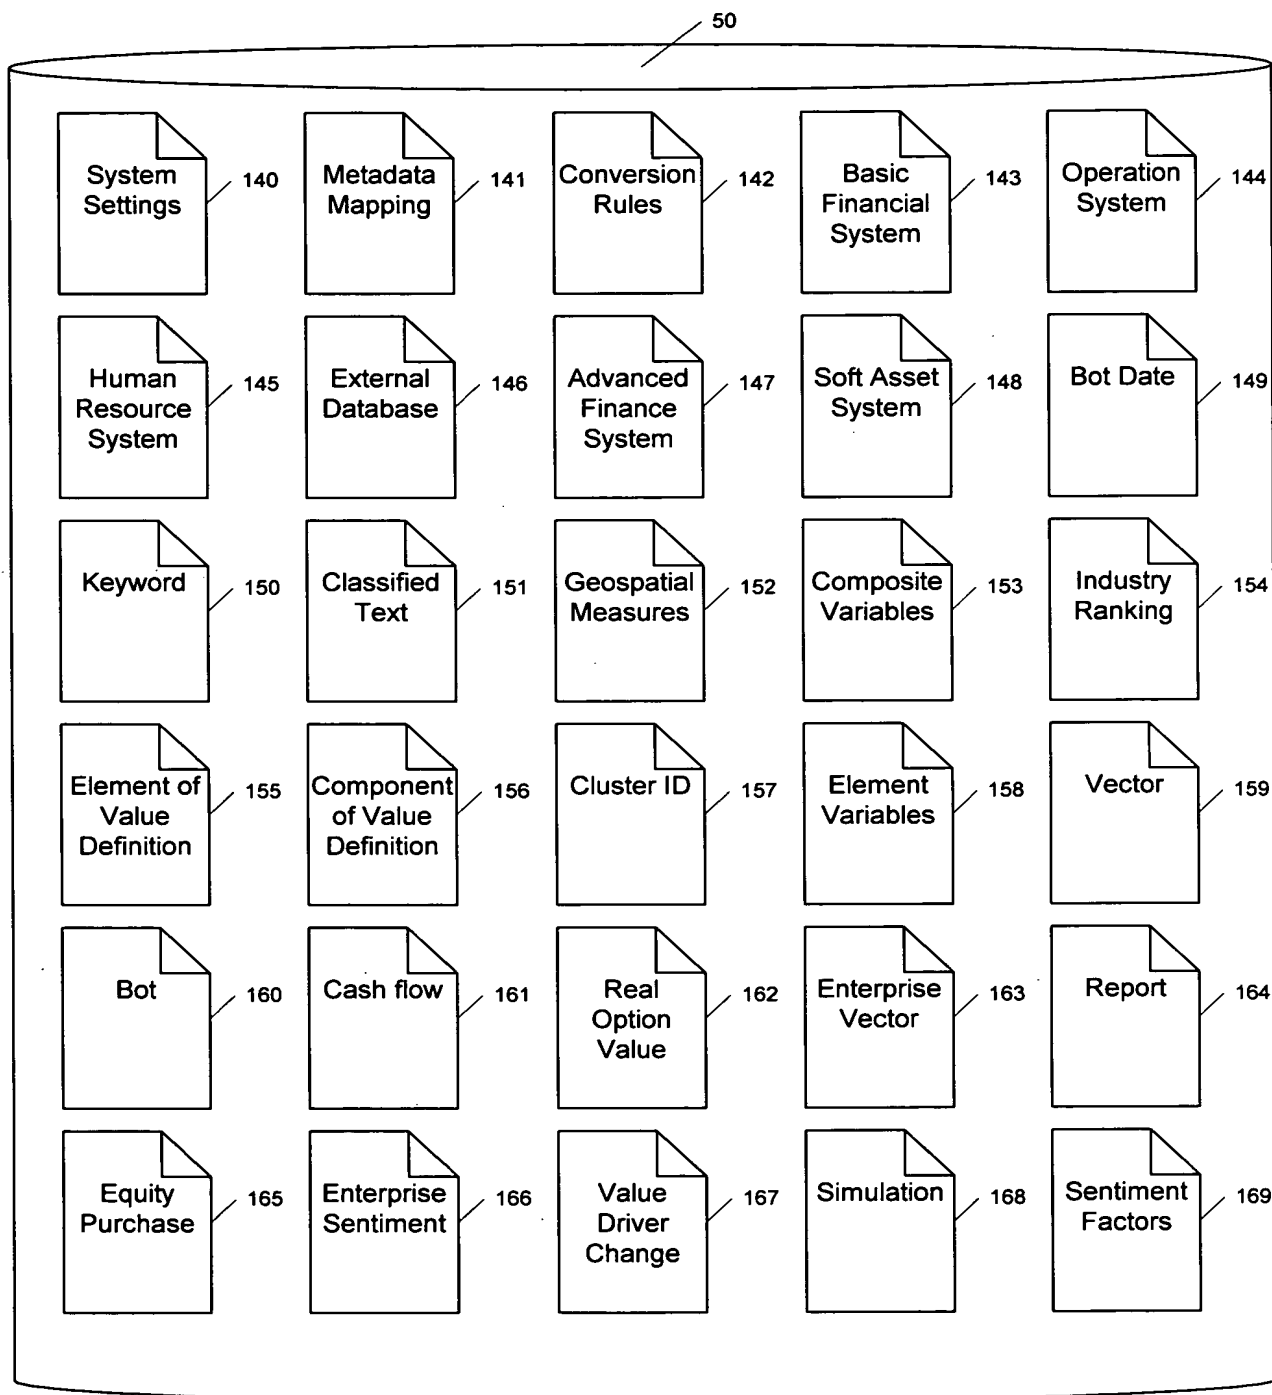 50
System
Settings
140
Metadata
Mapping
141
Conversion
Rules
142
Basic
Financial
System
143
Operation
System
144
Human
Resource
System
145
External
Database
146
Advanced
Finance
System
147
Soft Asset
System
148
Bot Date
149
Keyword
150
Classified
Text
151
Geospatial
Measures
152
Composite
Variables
153
Industry
Ranking
154
Element of
Value
Definition
155
Component
of Value
Definition
156
Cluster ID
157
Element
Variables
158
Vector
159
Bot
160
Cash flow
161
Real
Option
Value
162
Enterprise
Vector
163
Report
164
Equity
Purchase
165
Enterprise
Sentiment
166
Value
Driver
Change
167
Simulation
168
Sentiment
Factors
169